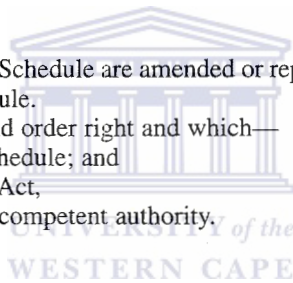 Schedule are amended or rep
ule.
d order right and which—
hedule; and
Act,
competent authority.
UNIVERSITY of the
WESTERN CAPE